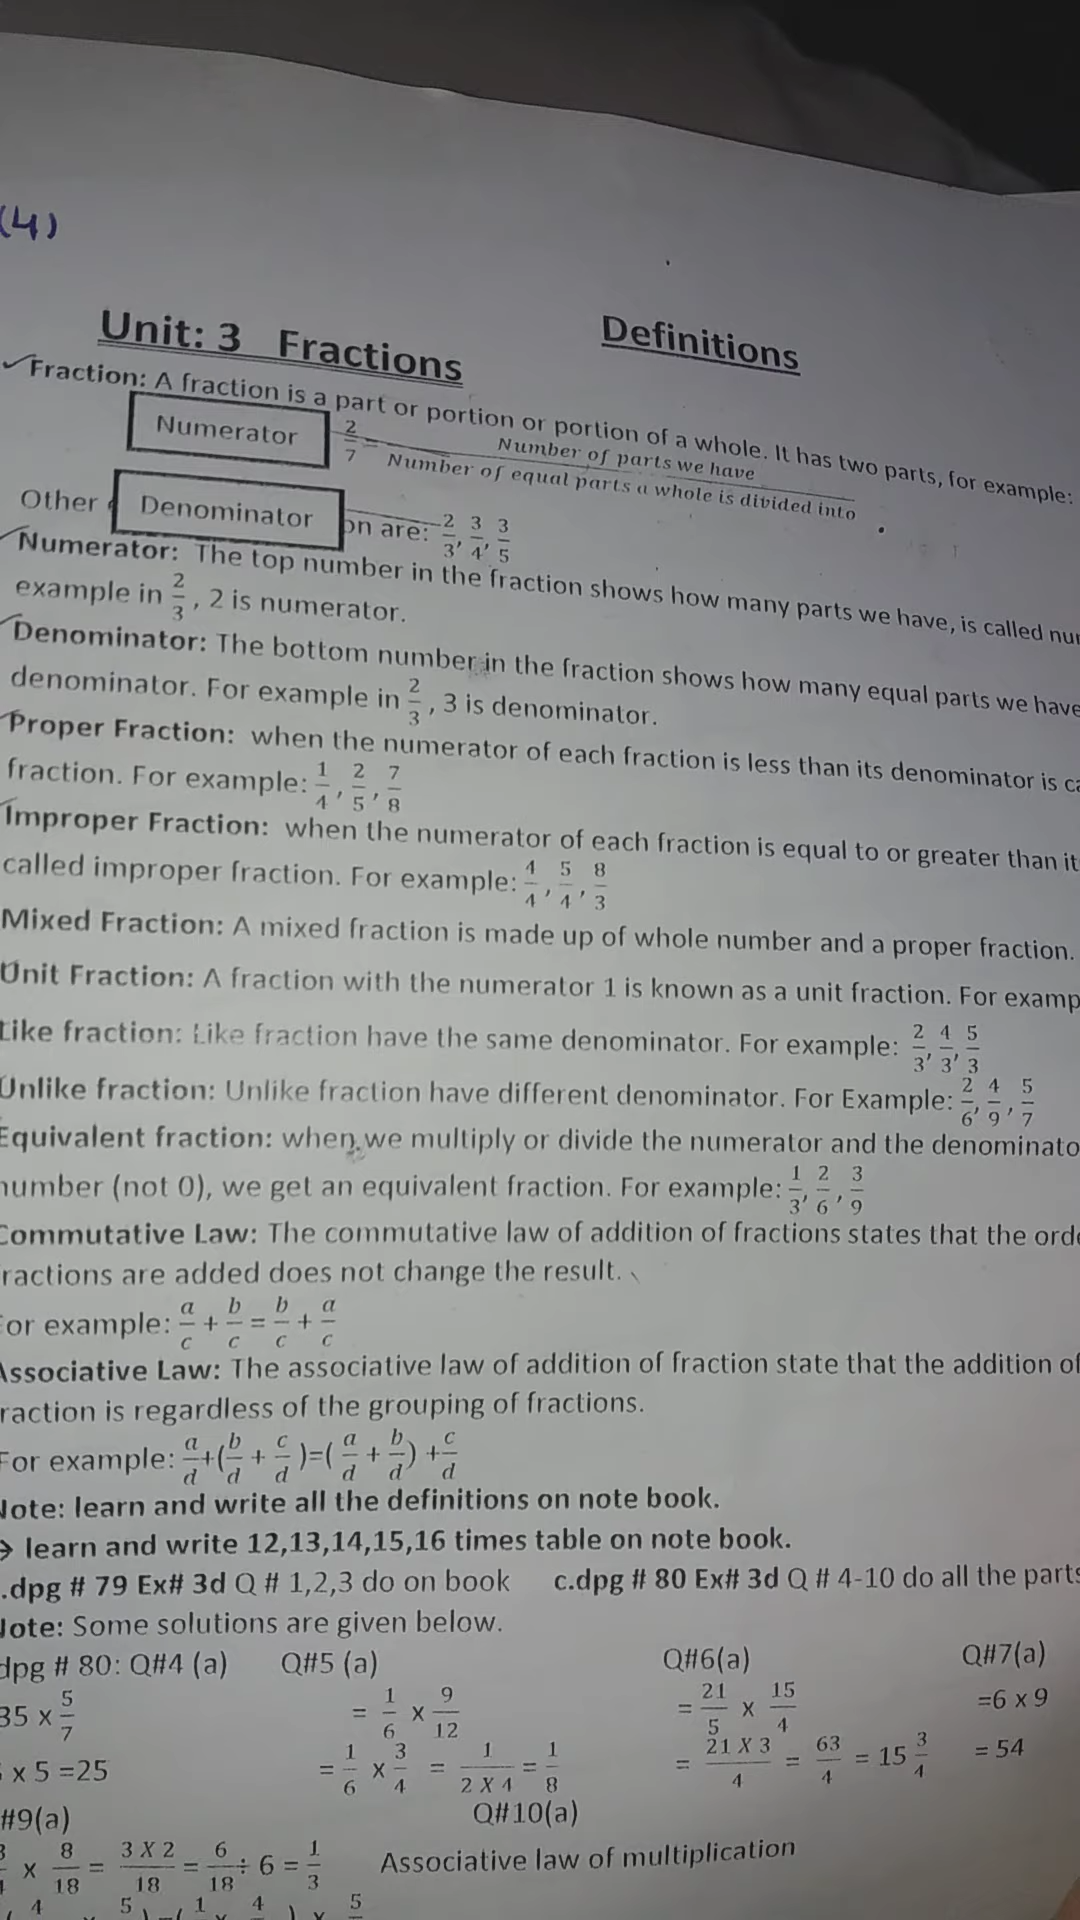 (4)
Unit: 3 Fractions Definitions
Fraction: A fraction is a part or portion or portion of a whole. It has two parts, for example:
Numerator 2/7 = Number of parts we have / Number of equal parts a whole is divided into
Denominator
Other on are: 2/3, 3/4, 3/5
Numerator: The top number in the fraction shows how many parts we have, is called
example in 2/3, 2 is numerator.
Denominator: The bottom number in the fraction shows how many equal parts we have
denominator. For example in 2/3, 3 is denominator.
Proper Fraction: when the numerator of each fraction is less than its denominator is
fraction. For example: 1/4, 2/5, 7/8
Improper Fraction: when the numerator of each fraction is equal to or greater than
called improper fraction. For example: 4/4, 5/4, 8/3
Mixed Fraction: A mixed fraction is made up of whole number and a proper fraction.
Unit Fraction: A fraction with the numerator 1 is known as a unit fraction. For
Like fraction: Like fraction have the same denominator. For example: 2/3, 4/3, 5/3
Unlike fraction: Unlike fraction have different denominator. For Example: 2/6, 4/9, 5/7
Equivalent fraction: when we multiply or divide the numerator and the
number (not 0), we get an equivalent fraction. For example: 1/3, 2/6, 3/9
Commutative Law: The commutative law of addition of fractions states that the
ractions are added does not change the result.
For example: a/c + b/c = b/c + a/c
Associative Law: The associative law of addition of fraction state that the addition of
raction is regardless of the grouping of fractions.
For example: a/d+(b/d + c/d)=(a/d + b/d) +c/d
Note: learn and write all the definitions on note book.
→ learn and write 12,13,14,15,16 times table on note book.
.dpg # 79 Ex# 3d Q # 1,2,3 do on book c.dpg # 80 Ex# 3d Q # 4-10 do all the parts
Note: Some solutions are given below.
dpg # 80: Q#4 (a) Q#5 (a) Q#6(a) Q#7(a)
35 x 5/7 = 1/6 x 9/12 = 21/5 x 15/4 =6 x 9
x 5 =25 = 1/6 x 3/4 = 1/(2 X 4) = 1/8 = (21 X 3)/4 = 63/4 = 15 3/4 = 54
#9(a) Q#10(a)
x 8/18 = (3 X 2)/18 = 6/18 ÷ 6 = 1/3 Associative law of multiplication